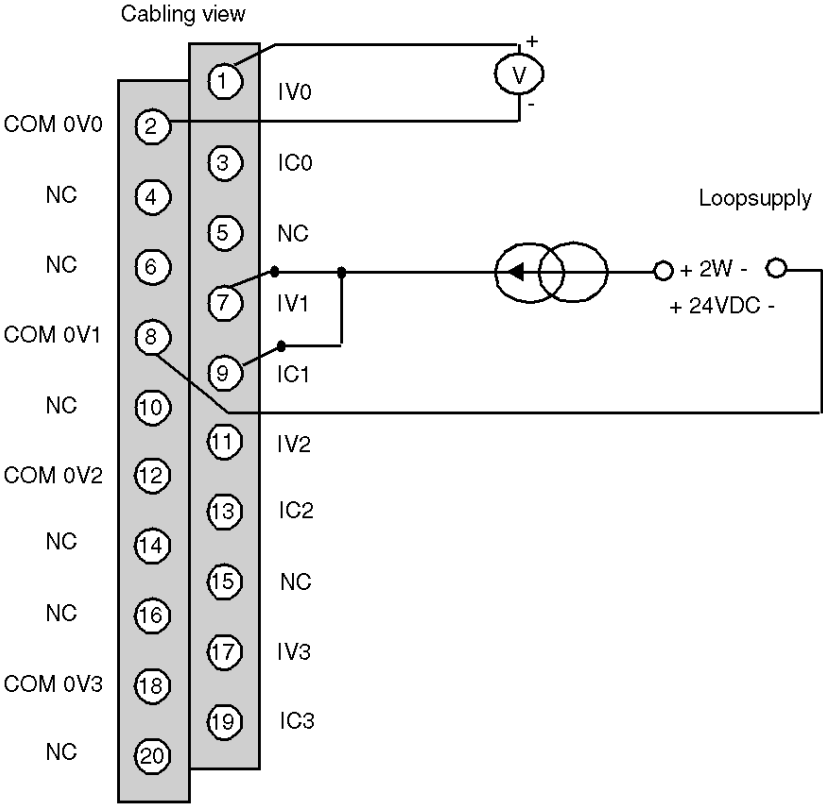 Cabling view
+
1
V
IV0
-
COM 0V0
2
3
IC0
NC
4
Loopsupply
5
NC
NC
6
+ 2W -
7
IV1
+ 24VDC -
COM 0V1
8
9
IC1
NC
10
11
IV2
COM 0V2
12
13
IC2
NC
14
15
NC
NC
16
17
IV3
COM 0V3
18
19
IC3
NC
20